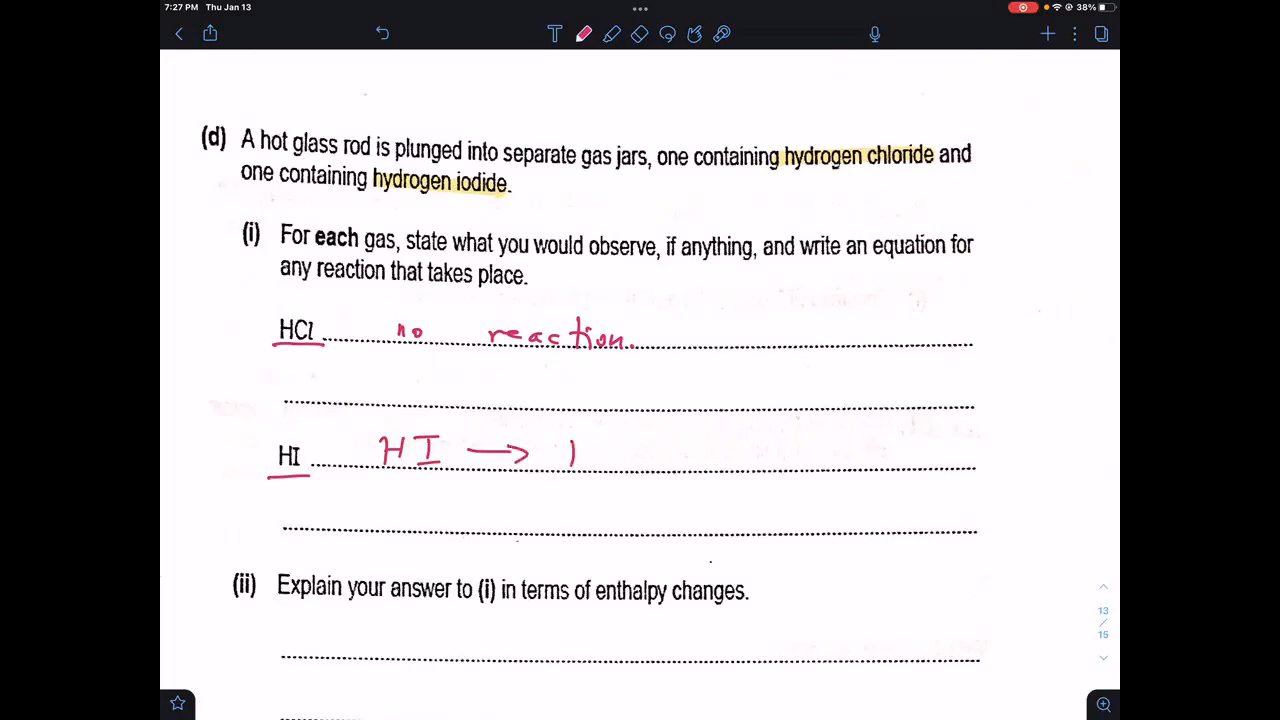 7:27 PM Thu Jan 13
38%
(d) A hot glass rod is plunged into separate gas jars, one containing hydrogen chloride and
one containing hydrogen iodide.
(i) For each gas, state what you would observe, if anything, and write an equation for
any reaction that takes place.
HCl no reaction.
HI HI → I
(ii) Explain your answer to (i) in terms of enthalpy changes.
13
/
15